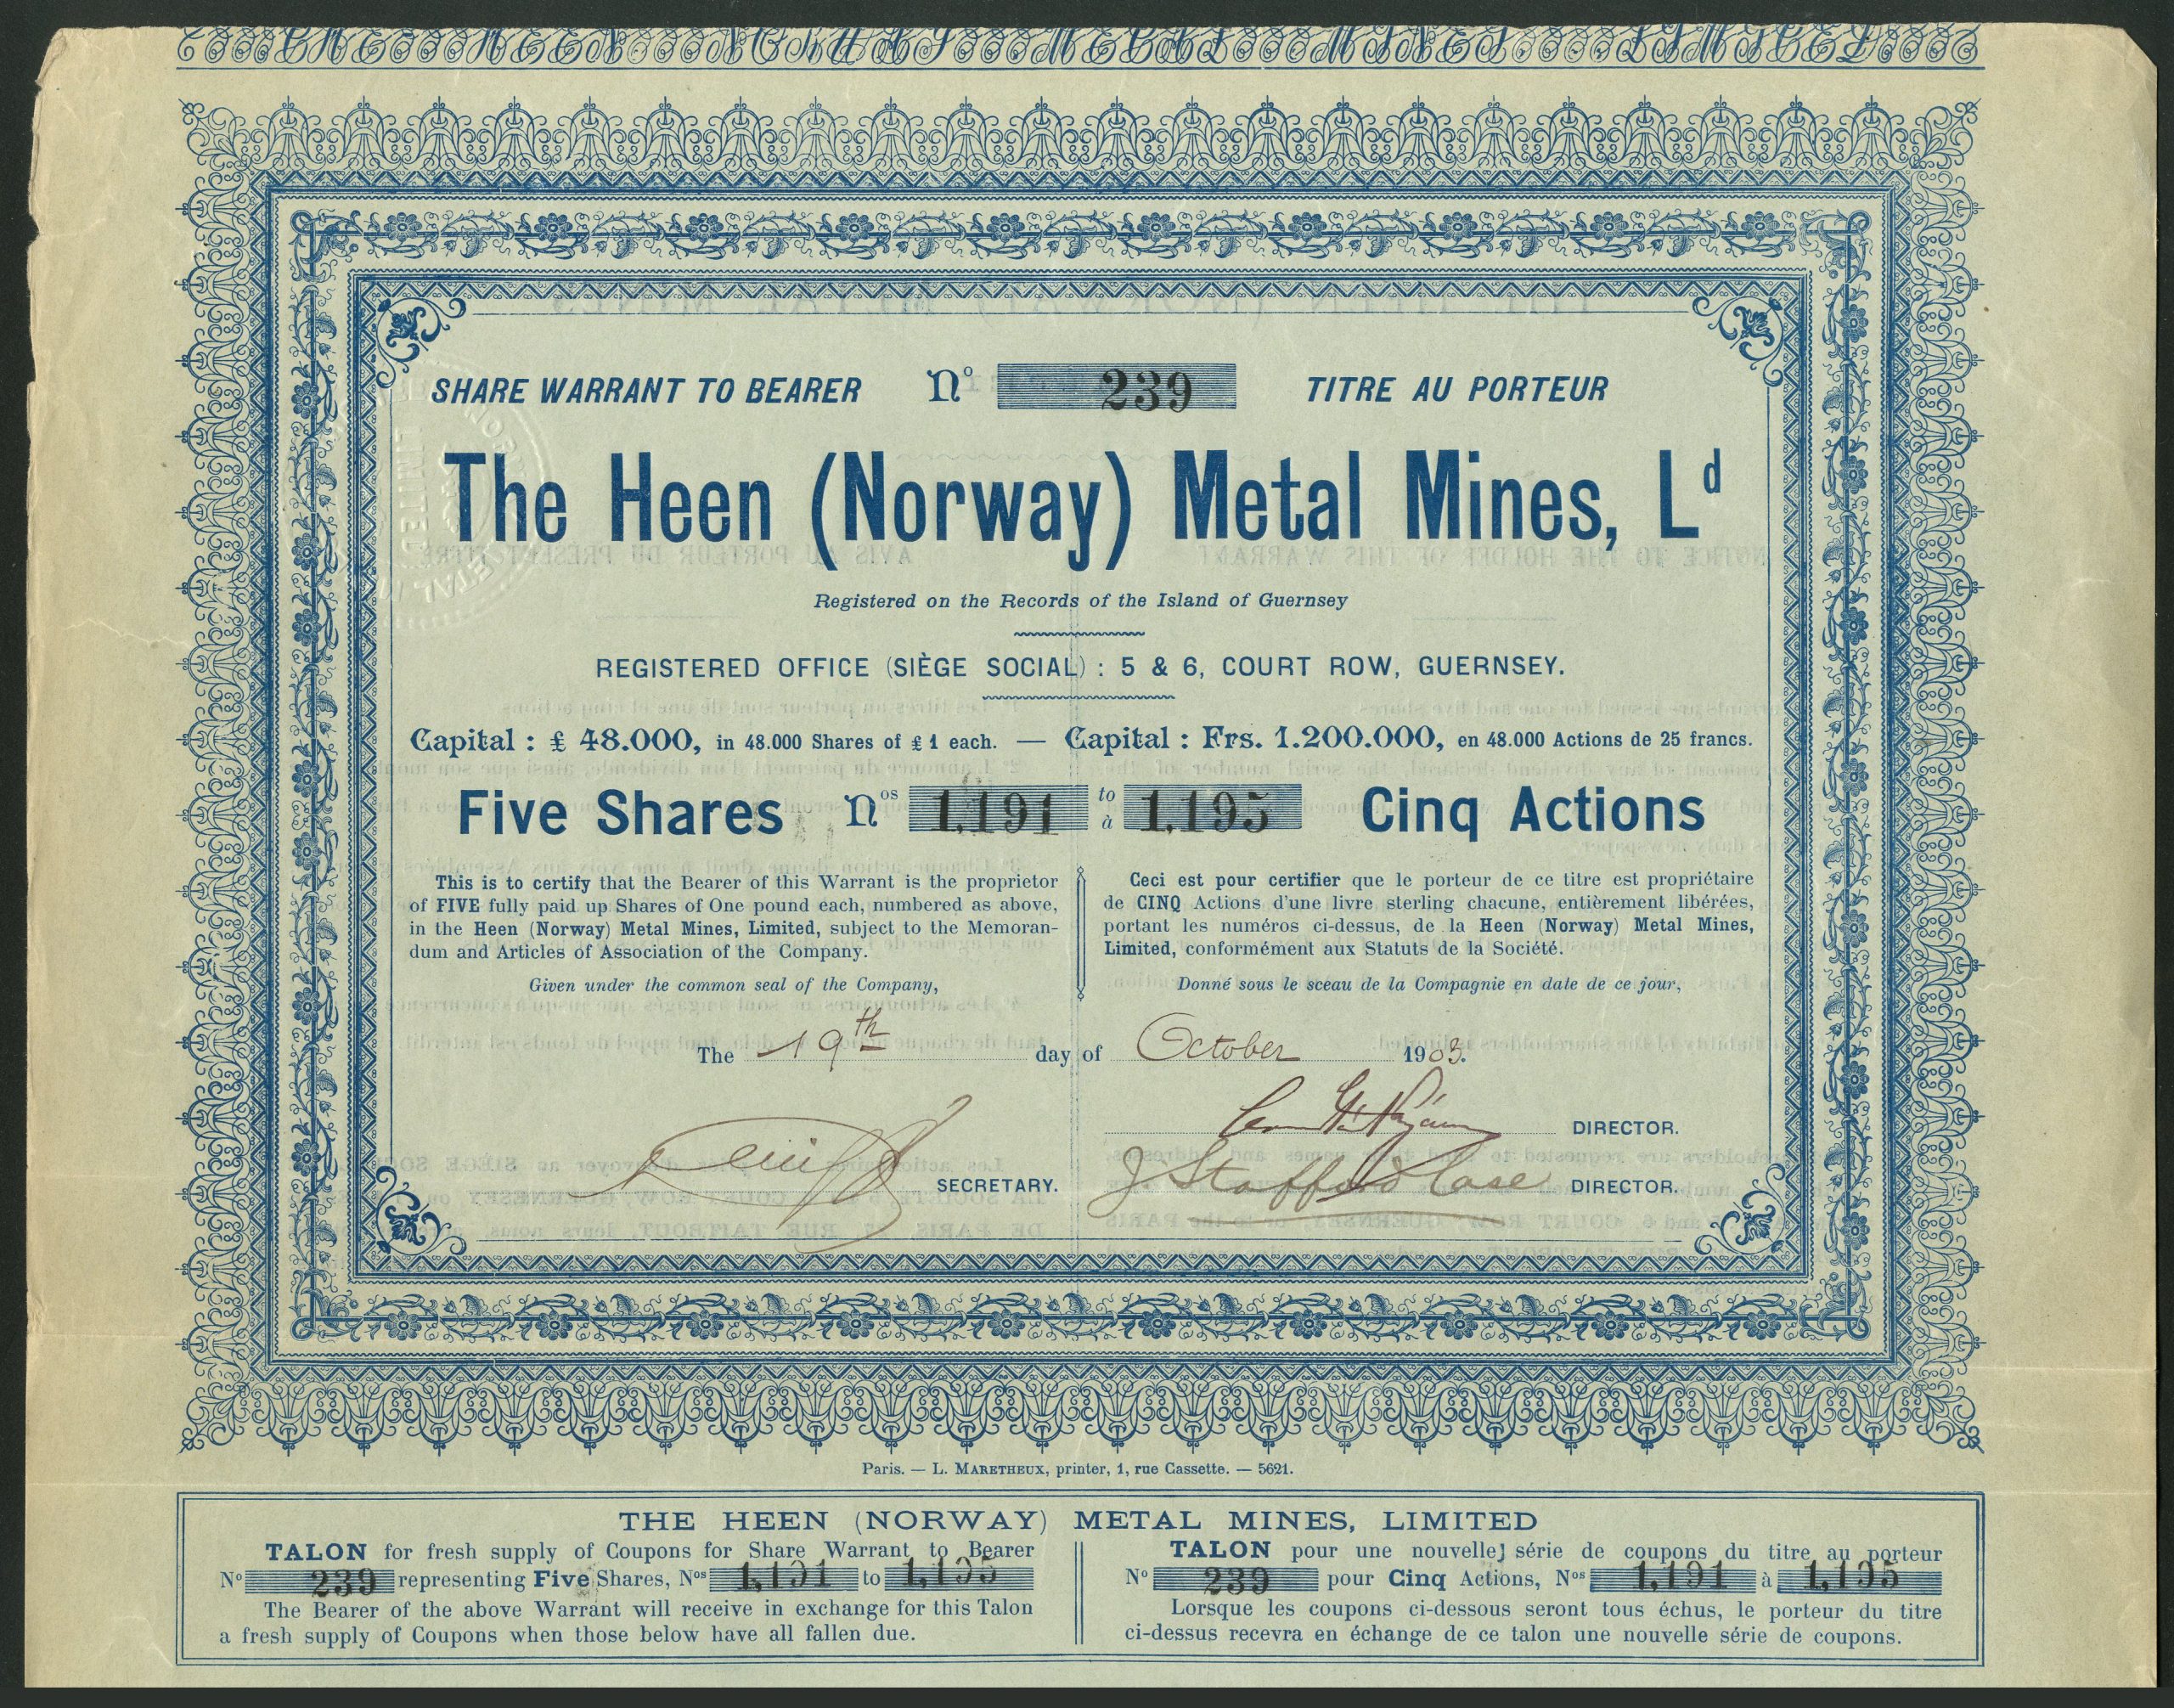 THE HEEN NORWAY METAL MINES LIMITED
SHARE WARRANT TO BEARER Nº 239 TITRE AU PORTEUR
The Heen (Norway) Metal Mines, Ld
Registered on the Records of the Island of Guernsey
REGISTERED OFFICE (SIÈGE SOCIAL) : 5 & 6, COURT ROW, GUERNSEY.
Capital : £ 48.000, in 48.000 Shares of £ 1 each. — Capital : Frs. 1.200.000, en 48.000 Actions de 25 francs.
Five Shares Nos 1,191 to à 1,195 Cinq Actions
This is to certify that the Bearer of this Warrant is the proprietor
of FIVE fully paid up Shares of One pound each, numbered as above,
in the Heen (Norway) Metal Mines, Limited, subject to the Memoran-
dum and Articles of Association of the Company.
Given under the common seal of the Company,
Ceci est pour certifier que le porteur de ce titre est propriétaire
de CINQ Actions d'une livre sterling chacune, entièrement libérées,
portant les numéros ci-dessus, de la Heen (Norway) Metal Mines,
Limited, conformément aux Statuts de la Société.
Donné sous le sceau de la Compagnie en date de ce jour,
The 19th day of October 1903.
DIRECTOR.
SECRETARY. J. Stafford Case DIRECTOR.
Paris. — L. MARETHEUX, printer, 1, rue Cassette. — 5621.
THE HEEN (NORWAY) METAL MINES, LIMITED
TALON for fresh supply of Coupons for Share Warrant to Bearer
Nº 239 representing Five Shares, Nos 1,191 to 1,195
The Bearer of the above Warrant will receive in exchange for this Talon
a fresh supply of Coupons when those below have all fallen due.
TALON pour une nouvelle] série de coupons du titre au porteur
Nº 239 pour Cinq Actions, Nos 1,191 à 1,195
Lorsque les coupons ci-dessous seront tous échus, le porteur du titre
ci-dessus recevra en échange de ce talon une nouvelle série de coupons.